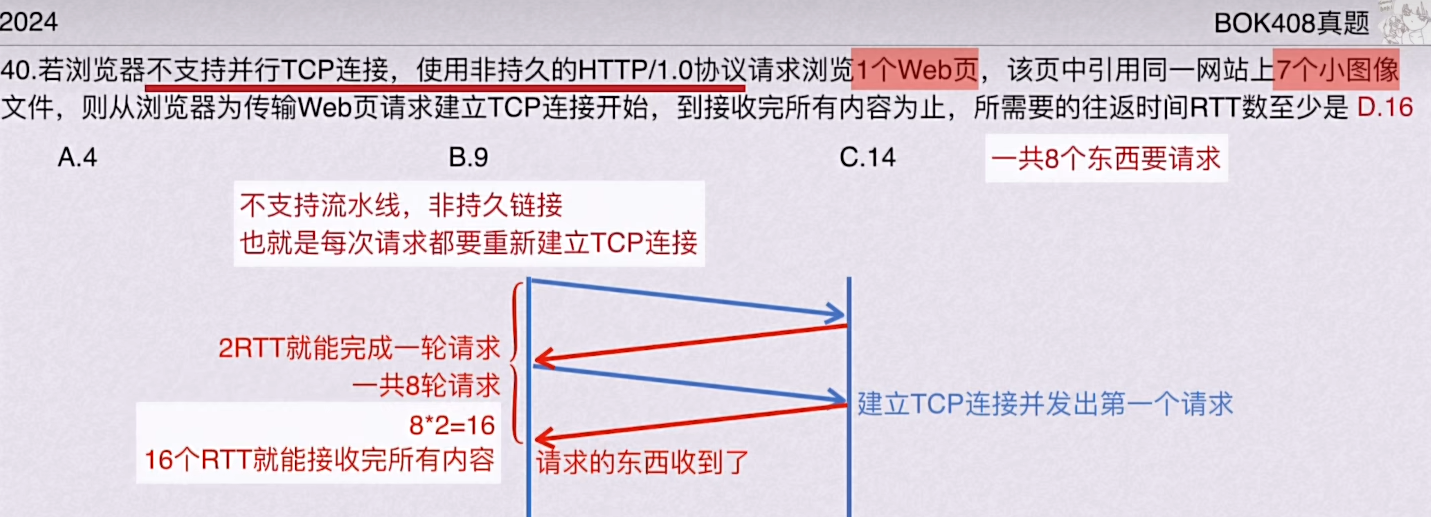 2024
BOK408真题
40.若浏览器不支持并行TCP连接，使用非持久的HTTP/1.0协议请求浏览1个Web页，该页中引用同一网站上7个小图像
文件，则从浏览器为传输Web页请求建立TCP连接开始，到接收完所有内容为止，所需要的往返时间RTT数至少是 D.16
A.4 B.9 C.14 一共8个东西要请求
不支持流水线，非持久链接
也就是每次请求都要重新建立TCP连接
2RTT就能完成一轮请求
一共8轮请求
建立TCP连接并发出第一个请求
8*2=16
16个RTT就能接收完所有内容
请求的东西收到了